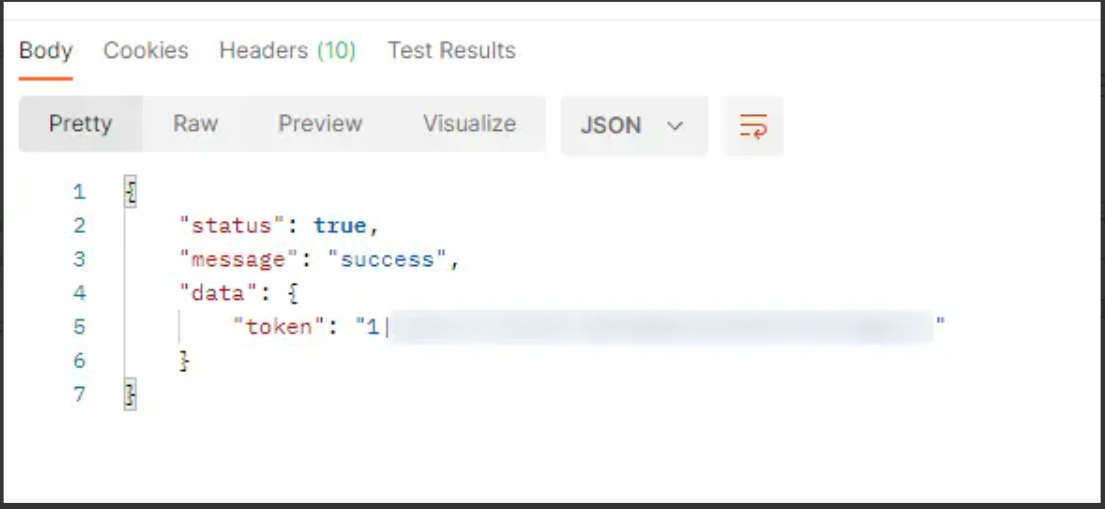 Body Cookies Headers (10) Test Results
Pretty Raw Preview Visualize JSON
1 {
2 "status": true,
3 "message": "success",
4 "data": {
5 "token": "1| "
6 }
7 }